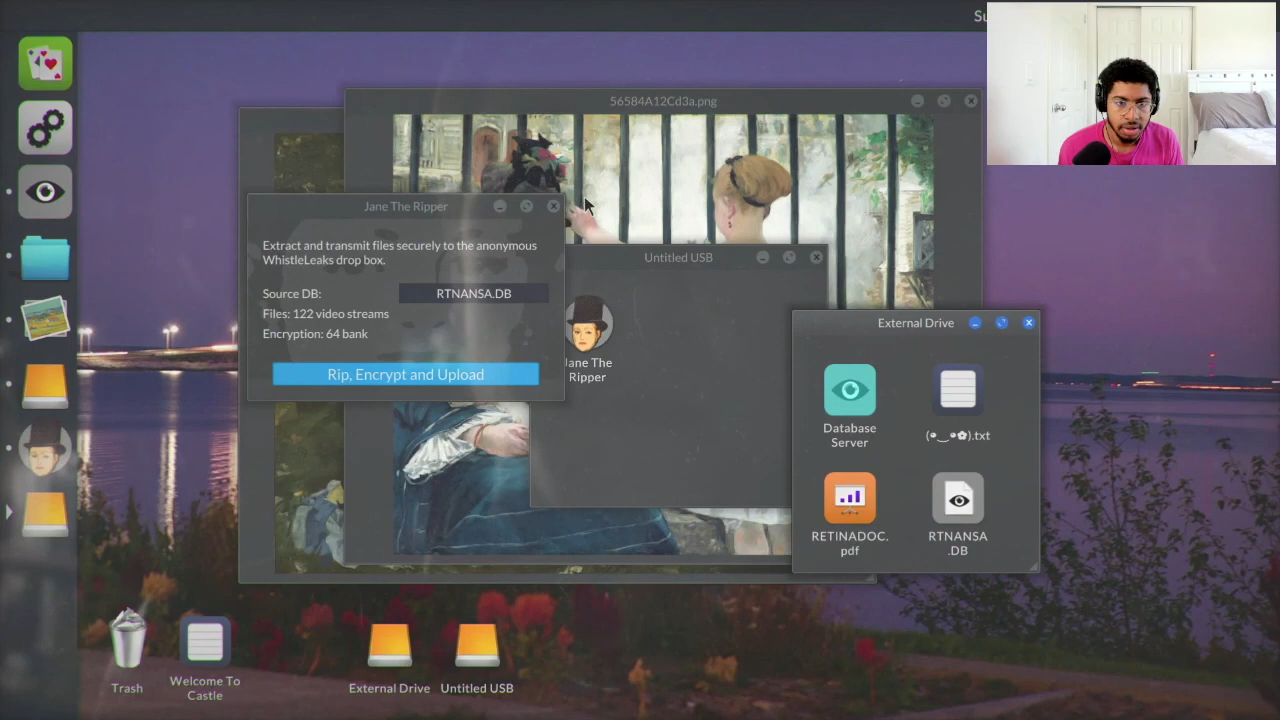 Su
56584A12Cd3a.png
Jane The Ripper
Extract and transmit files securely to the anonymous
WhistleLeaks drop box.
Source DB:
RTNANSA.DB
Files: 122 video streams
Encryption: 64 bank
Rip, Encrypt and Upload
Untitled USB
Jane The
Ripper
External Drive
Database
Server
(•‿•✿).txt
RETINADOC.
pdf
RTNANSA
.DB
Trash
Welcome To
Castle
External Drive
Untitled USB